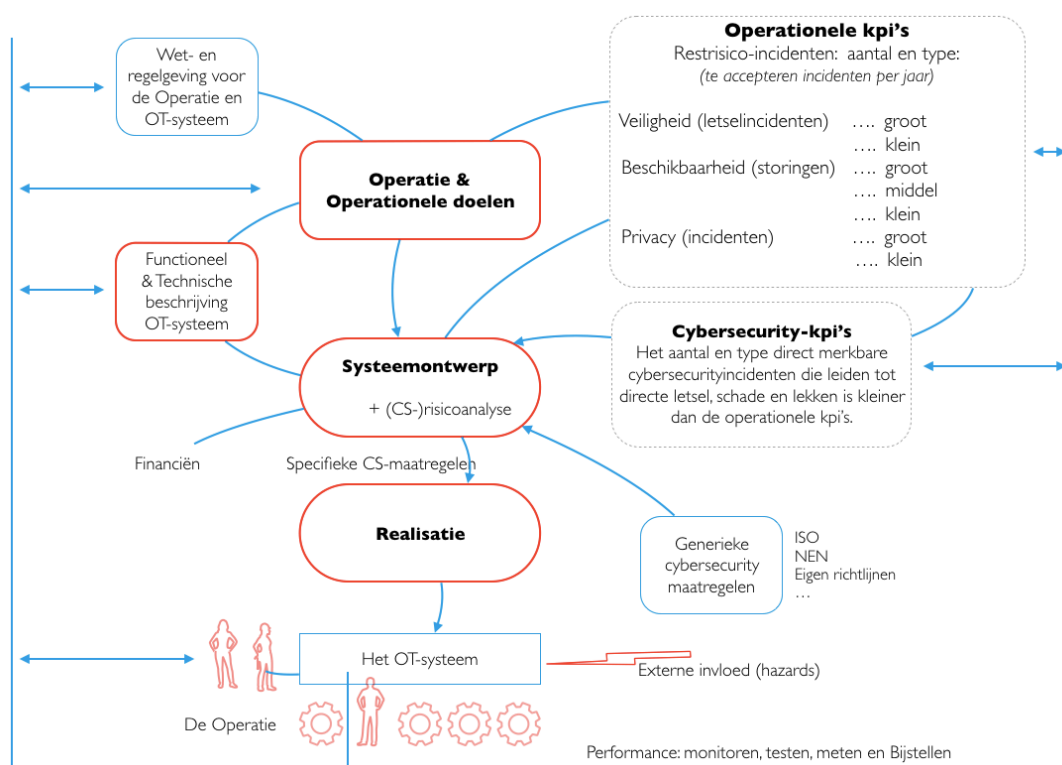 Wet- en
regelgeving voor
de Operatie en
OT-systeem
Operationele kpi's
Restrisico-incidenten: aantal en type:
(te accepteren incidenten per jaar)
Veiligheid (letselincidenten) .... groot
.... klein
Beschikbaarheid (storingen) .... groot
.... middel
.... klein
Privacy (incidenten) .... groot
.... klein
Operatie &
Operationele doelen
Functioneel
& Technische
beschrijving
OT-systeem
Cybersecurity-kpi's
Het aantal en type direct merkbare
cybersecurityincidenten die leiden tot
directe letsel, schade en lekken is kleiner
dan de operationele kpi's.
Systeemontwerp
+ (CS-)risicoanalyse
Financiën
Specifieke CS-maatregelen
Realisatie
Generieke
cybersecurity
maatregelen
ISO
NEN
Eigen richtlijnen
...
Het OT-systeem
Externe invloed (hazards)
De Operatie
Performance: monitoren, testen, meten en Bijstellen